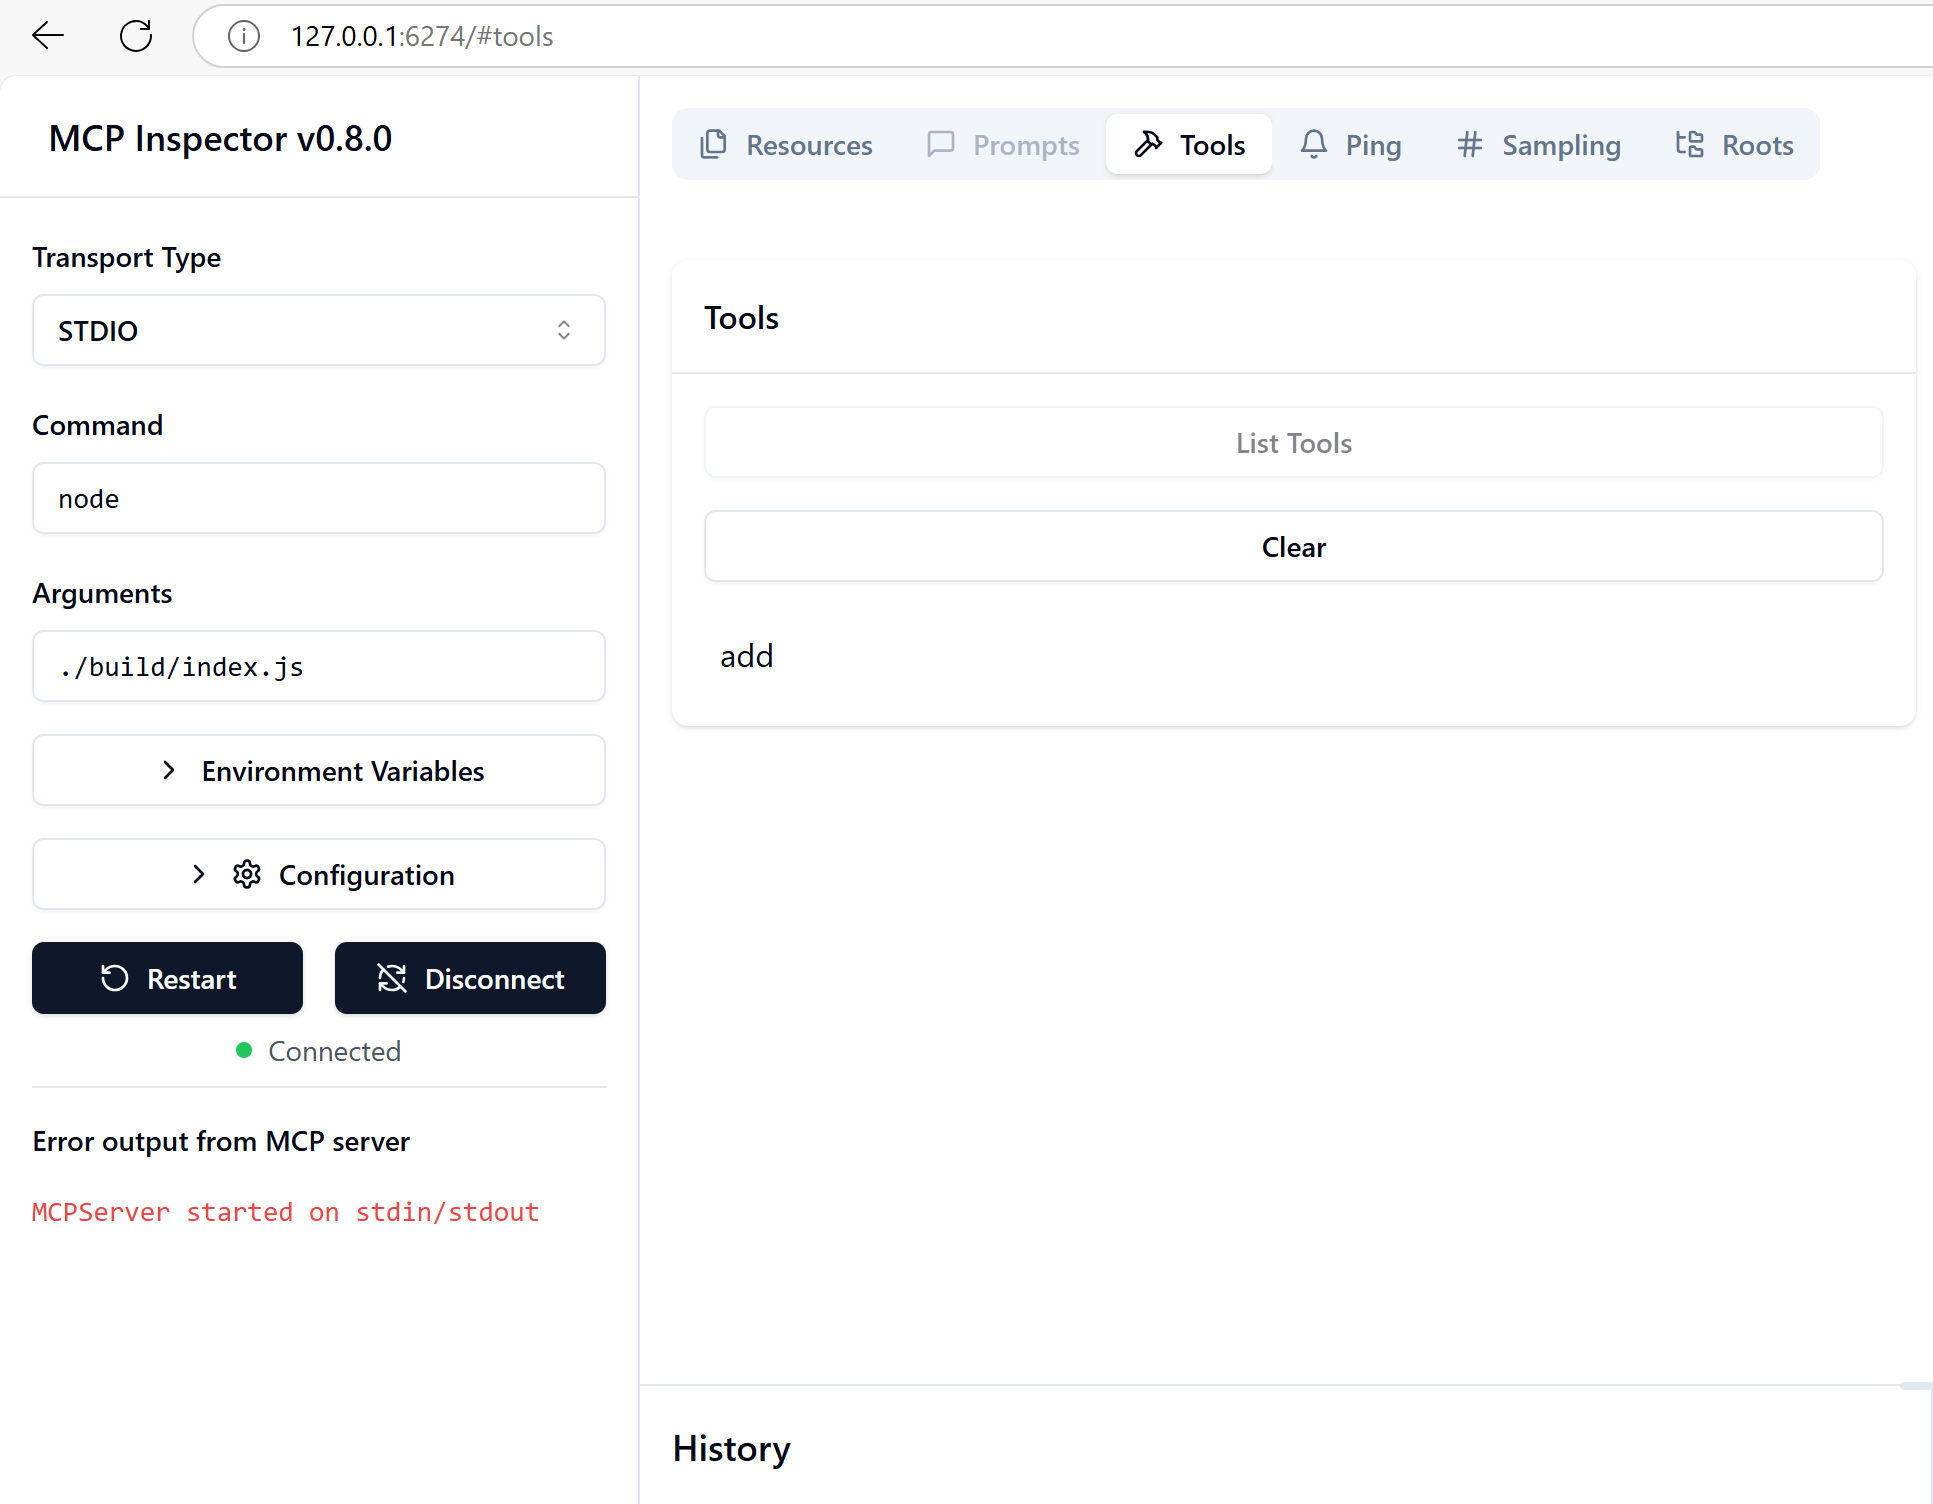 127.0.0.1:6274/#tools
MCP Inspector v0.8.0
Transport Type
STDIO
Command
node
Arguments
./build/index.js
Environment Variables
Configuration
Restart
Disconnect
Connected
Error output from MCP server
MCPServer started on stdin/stdout
Resources
Prompts
Tools
Ping
Sampling
Roots
Tools
List Tools
Clear
add
History